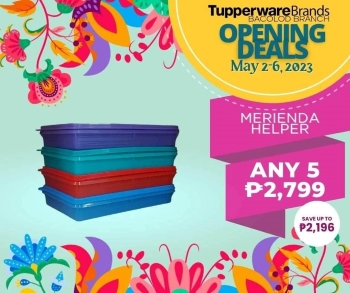 TupperwareBrands
BACOLOD BRANCH
OPENING
DEALS
May 2-6, 2023
MERIENDA
HELPER
ANY 5
₱2,799
SAVE UP TO
₱2,196